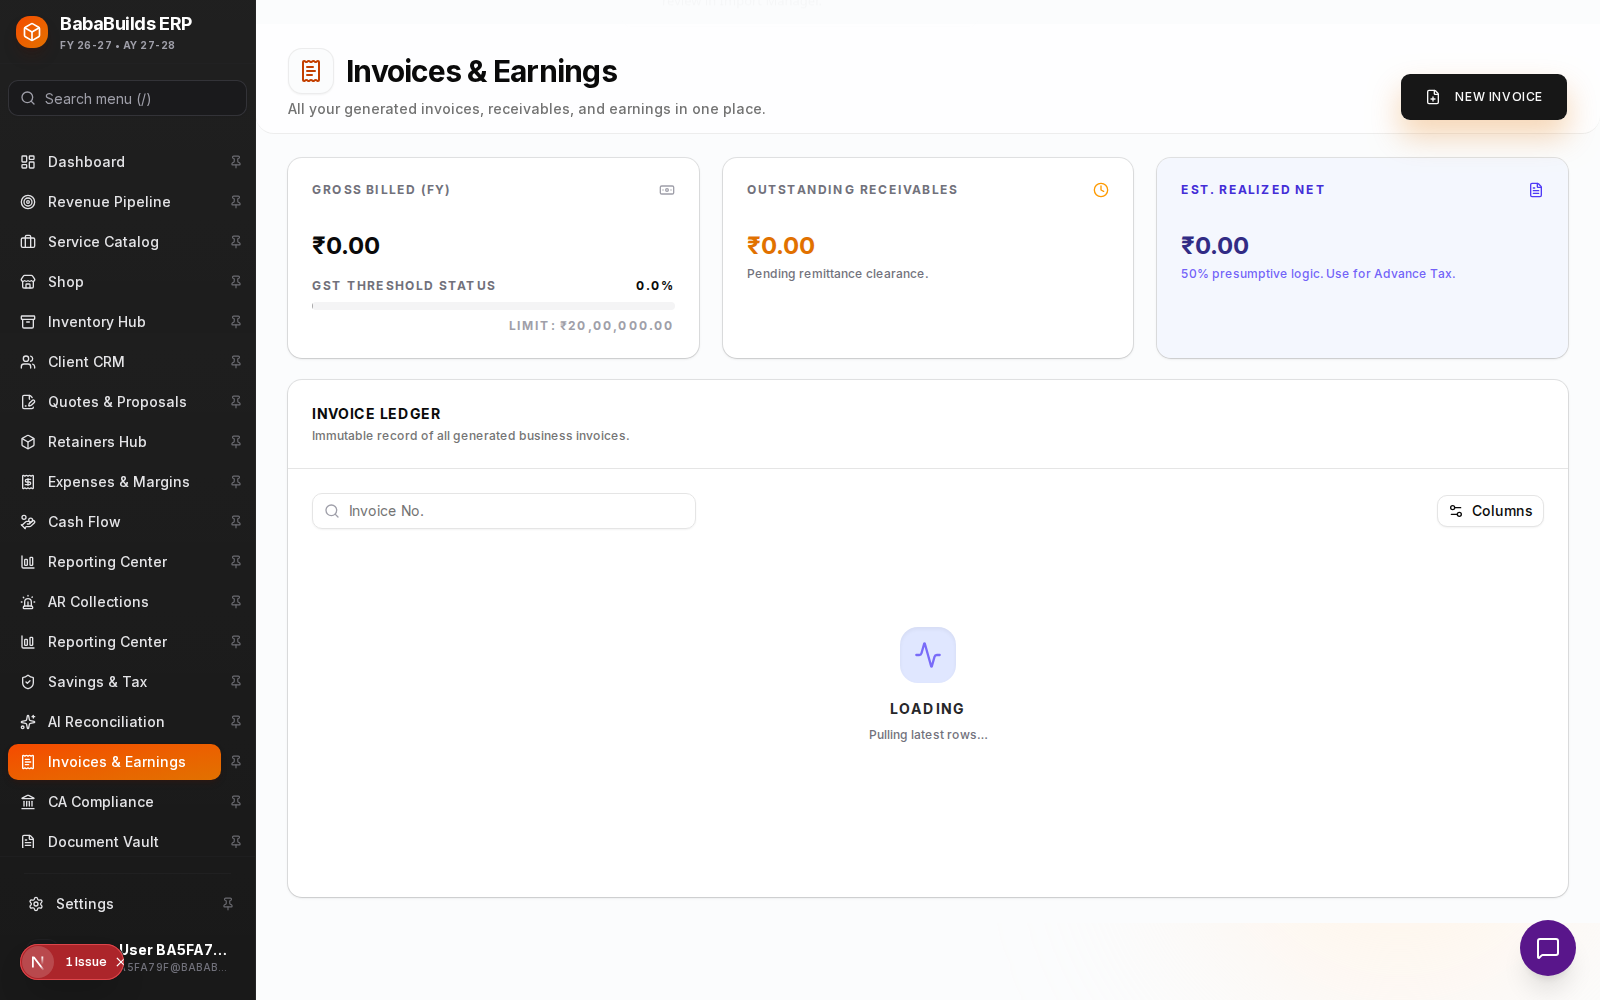 BabaBuilds ERP
FY 26-27 • AY 27-28
Search menu (/)
Dashboard
Revenue Pipeline
Service Catalog
Shop
Inventory Hub
Client CRM
Quotes & Proposals
Retainers Hub
Expenses & Margins
Cash Flow
Reporting Center
AR Collections
Reporting Center
Savings & Tax
AI Reconciliation
Invoices & Earnings
CA Compliance
Document Vault
Settings
1 Issue
User BA5FA7...
5FA79F@BABAB...
Invoices & Earnings
All your generated invoices, receivables, and earnings in one place.
NEW INVOICE
GROSS BILLED (FY)
₹0.00
GST THRESHOLD STATUS 0.0%
LIMIT: ₹20,00,000.00
OUTSTANDING RECEIVABLES
₹0.00
Pending remittance clearance.
EST. REALIZED NET
₹0.00
50% presumptive logic. Use for Advance Tax.
INVOICE LEDGER
Immutable record of all generated business invoices.
Invoice No.
Columns
LOADING
Pulling latest rows...